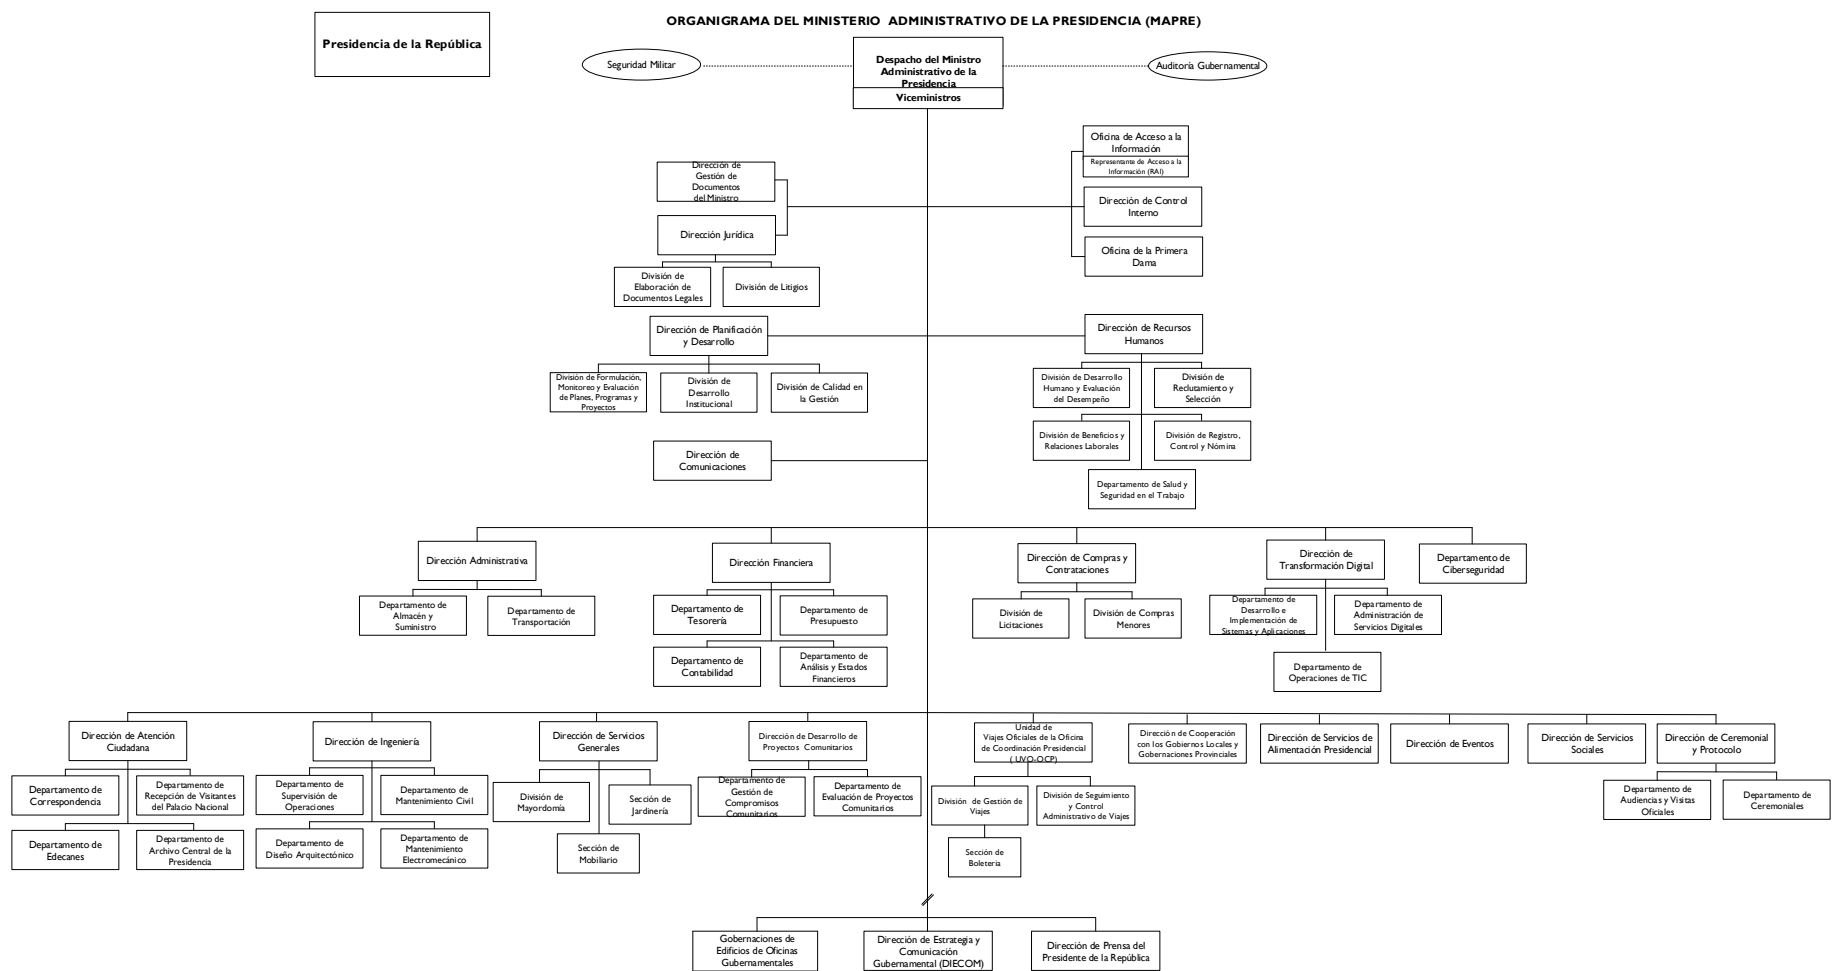 ORGANIGRAMA DEL MINISTERIO ADMINISTRATIVO DE LA PRESIDENCIA (MAPRE)
Presidencia de la República
Seguridad Militar
Despacho del Ministro
Administrativo de la
Presidencia
Viceministros
Auditoría Gubernamental
Oficina de Acceso a la
Información
Representante de Acceso a la
Información (RAI)
Dirección de
Gestión de
Documentos
del Ministro
Dirección de Control
Interno
Dirección Jurídica
Oficina de la Primera
Dama
División de
Elaboración de
Documentos Legales
División de Litigios
Dirección de Planificación
y Desarrollo
Dirección de Recursos
Humanos
División de Formulación,
Monitoreo y Evaluación
de Planes, Programas y
Proyectos
División de
Desarrollo
Institucional
División de Calidad en
la Gestión
División de Desarrollo
Humano y Evaluación
del Desempeño
División de
Reclutamiento y
Selección
División de Beneficios y
Relaciones Laborales
División de Registro,
Control y Nómina
Dirección de
Comunicaciones
Departamento de Salud y
Seguridad en el Trabajo
Dirección Administrativa
Dirección Financiera
Dirección de Compras y
Contrataciones
Dirección de
Transformación Digital
Departamento de
Ciberseguridad
Departamento de
Almacén y
Suministro
Departamento de
Transportación
Departamento de
Tesorería
Departamento de
Presupuesto
División de
Licitaciones
División de Compras
Menores
Departamento de
Desarrollo e
Implementación de
Sistemas y Aplicaciones
Departamento de
Administración de
Servicios Digitales
Departamento de
Contabilidad
Departamento de
Análisis y Estados
Financieros
Departamento de
Operaciones de TIC
Dirección de Atención
Ciudadana
Dirección de Ingeniería
Dirección de Servicios
Generales
Dirección de Desarrollo de
Proyectos Comunitarios
Unidad de
Viajes Oficiales de la Oficina
de Coordinación Presidencial
( UVO-OCP)
Dirección de Cooperación
con los Gobiernos Locales y
Gobernaciones Provinciales
Dirección de Servicios de
Alimentación Presidencial
Dirección de Eventos
Dirección de Servicios
Sociales
Dirección de Ceremonial
y Protocolo
Departamento de
Correspondencia
Departamento de
Recepción de Visitantes
del Palacio Nacional
Departamento de
Supervisión de
Operaciones
Departamento de
Mantenimiento Civil
División de
Mayordomía
Sección de
Jardinería
Departamento de
Gestión de
Compromisos
Comunitarios
Departamento de
Evaluación de Proyectos
Comunitarios
División de Gestión de
Viajes
División de Seguimiento
y Control
Administrativo de Viajes
Departamento de
Audiencias y Visitas
Oficiales
Departamento de
Ceremoniales
Departamento de
Edecanes
Departamento de
Archivo Central de la
Presidencia
Departamento de
Diseño Arquitectónico
Departamento de
Mantenimiento
Electromecánico
Sección de
Mobiliario
Sección de
Boletería
Gobernaciones de
Edificios de Oficinas
Gubernamentales
Dirección de Estrategia y
Comunicación
Gubernamental (DIECOM)
Dirección de Prensa del
Presidente de la República